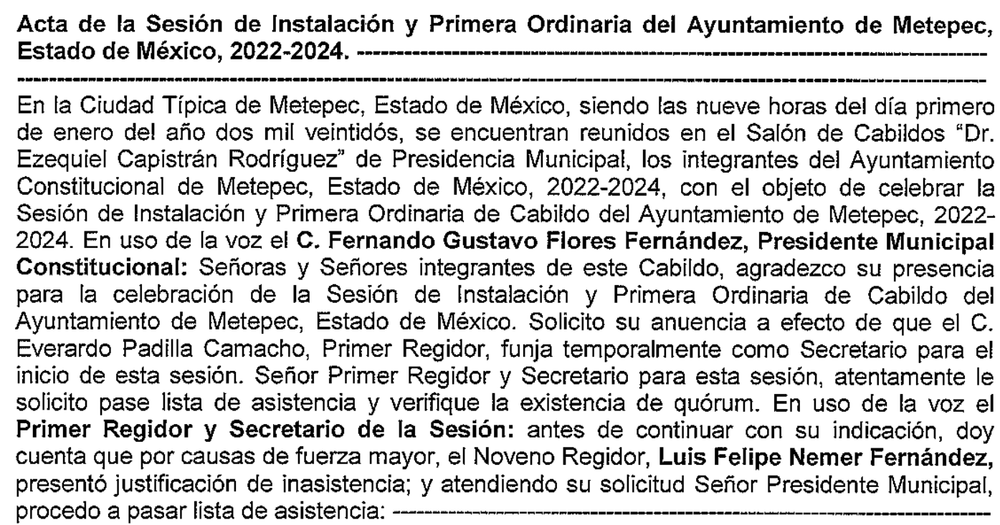 Acta de la Sesión de Instalación y Primera Ordinaria del Ayuntamiento de Metepec,
Estado de México, 2022-2024. ------------------------------------------------------------
------------------------------------------------------------------------------------------
En la Ciudad Típica de Metepec, Estado de México, siendo las nueve horas del día primero
de enero del año dos mil veintidós, se encuentran reunidos en el Salón de Cabildos “Dr.
Ezequiel Capistrán Rodríguez” de Presidencia Municipal, los integrantes del Ayuntamiento
Constitucional de Metepec, Estado de México, 2022-2024, con el objeto de celebrar la
Sesión de Instalación y Primera Ordinaria de Cabildo del Ayuntamiento de Metepec, 2022-
2024. En uso de la voz el C. Fernando Gustavo Flores Fernández, Presidente Municipal
Constitucional: Señoras y Señores integrantes de este Cabildo, agradezco su presencia
para la celebración de la Sesión de Instalación y Primera Ordinaria de Cabildo del
Ayuntamiento de Metepec, Estado de México. Solicito su anuencia a efecto de que el C.
Everardo Padilla Camacho, Primer Regidor, funja temporalmente como Secretario para el
inicio de esta sesión. Señor Primer Regidor y Secretario para esta sesión, atentamente le
solicito pase lista de asistencia y verifique la existencia de quórum. En uso de la voz el
Primer Regidor y Secretario de la Sesión: antes de continuar con su indicación, doy
cuenta que por causas de fuerza mayor, el Noveno Regidor, Luis Felipe Nemer Fernández,
presentó justificación de inasistencia; y atendiendo su solicitud Señor Presidente Municipal,
procedo a pasar lista de asistencia: ------------------------------------------------------------